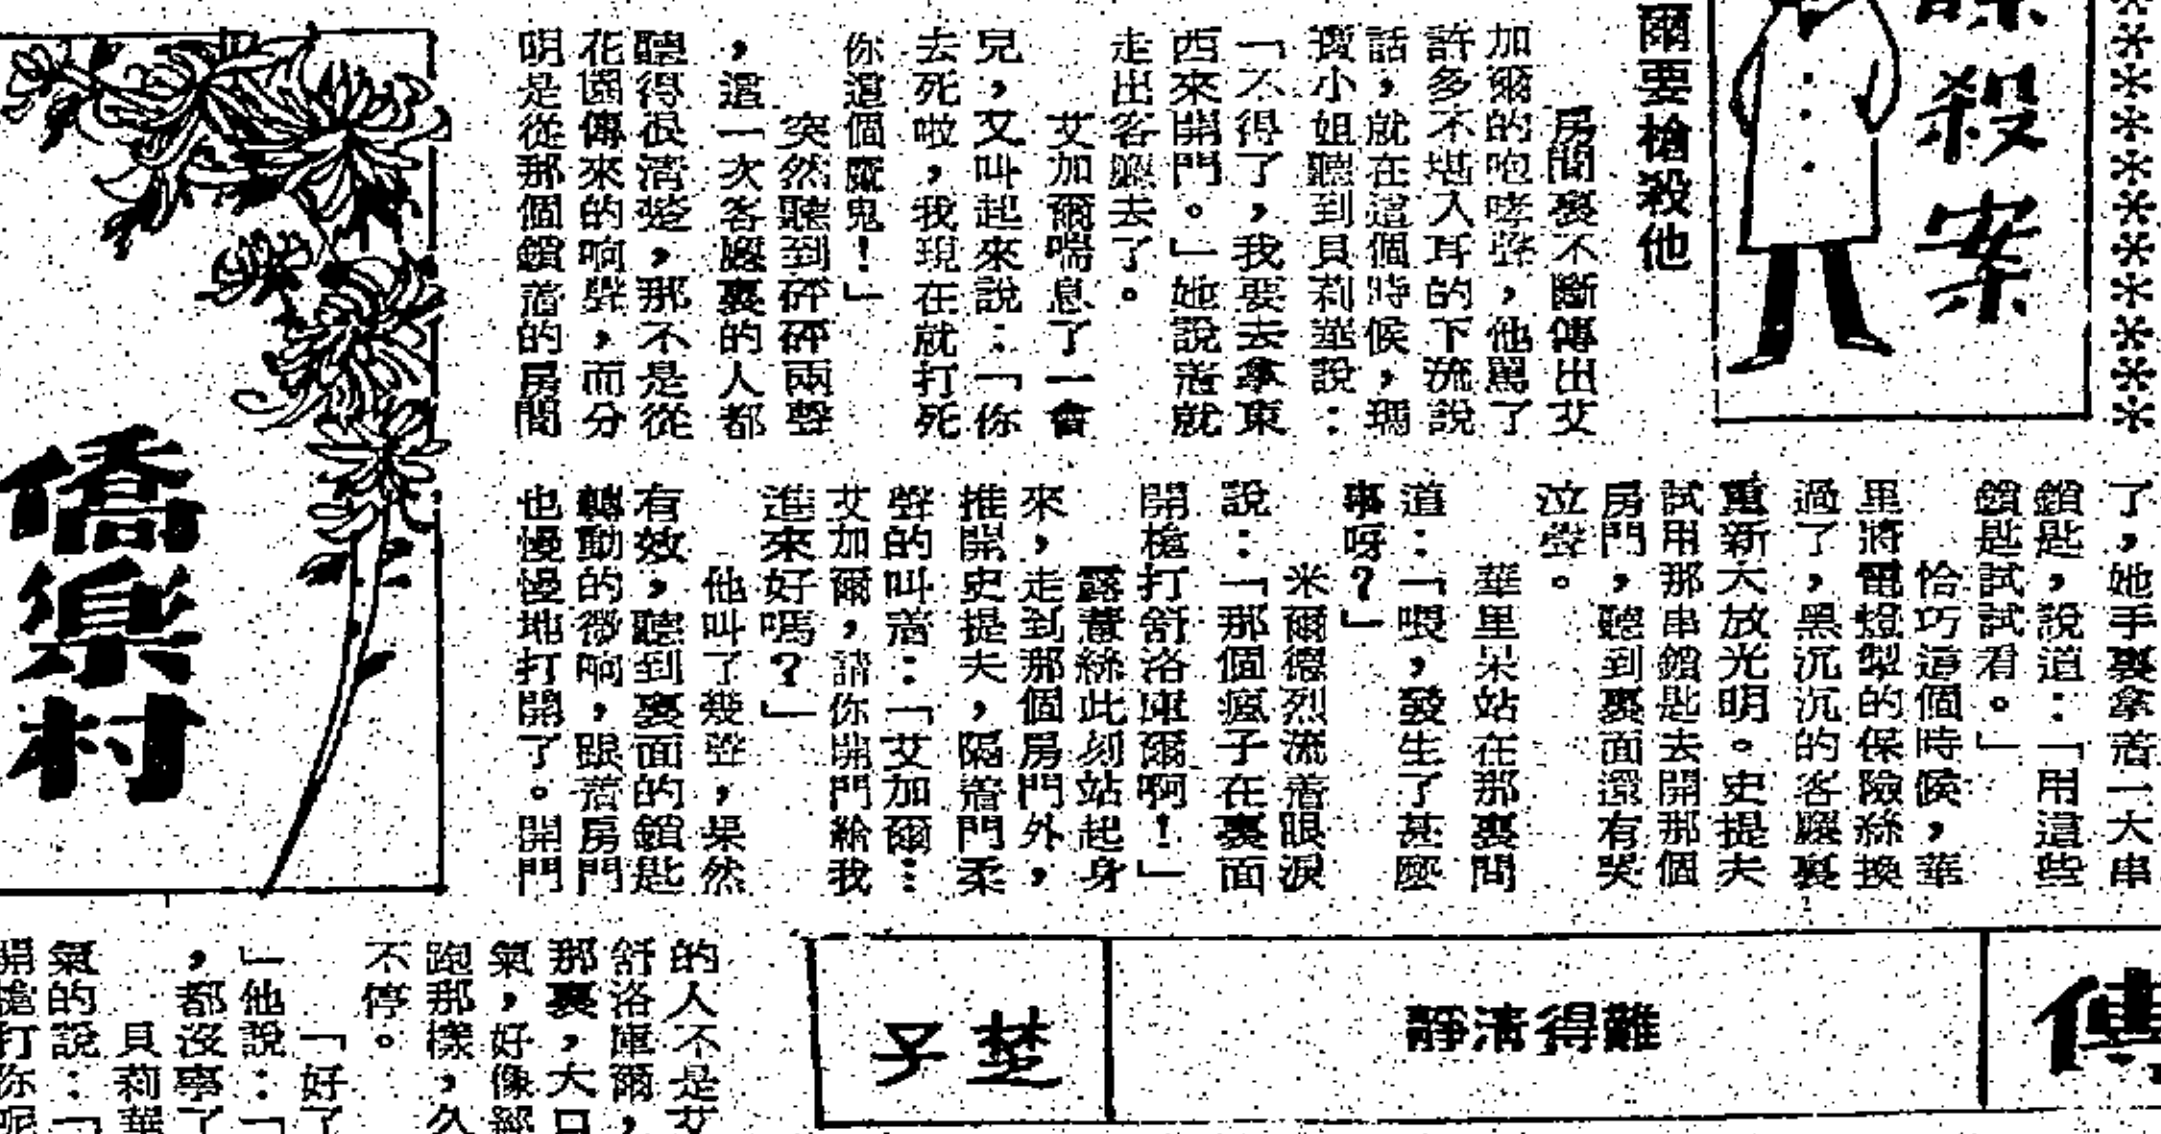 殺案
爾要槍殺他
房間裏不斷傳出艾
加爾的咆哮聲，他罵了
許多不堪入耳的下流說
話，就在這個時候，瑪
寶小姐聽到貝莉華說：
「不得了，我要去拿東
西來開門。」她說着就
走出客廳去了。
艾加爾喘息了一會
兒，又叫起來說：「你
去死啦，我現在就打死
你這個魔鬼！」
突然聽到砰砰兩聲
，這一次客廳裏的人都
聽得很清楚，那不是從
花園傳來的响聲，而分
明是從那個鎖着的房間
了，她手裏拿着一大串
鎖匙，說道：「用這些
鎖匙試試看。」
恰巧這個時候，華
里將電燈掣的保險絲換
過了，黑沉沉的客廳裏
重新大放光明。史提夫
試用那串鎖匙去開那個
房門，聽到裏面還有哭
泣聲。
華里呆站在那裏問
道：「喂，發生了甚麼
事呀？」
米爾德烈流着眼淚
說：「那個瘋子在裏面
開槍打舒洛庫爾啊！」
露薏絲此刻站起身
來，走到那個房門外，
推開史提夫，隔着門柔
聲的叫着：「艾加爾…
艾加爾，請你開門給我
進來好嗎？」
他叫了幾聲，果然
有效，聽到裏面的鎖匙
轉動的微响，跟着房門
也慢慢地打開了。開門
僑樂村
傳
難得清靜
楚子
的人不是艾
舒洛庫爾，
那裏，大口
氣，好像經
跑那樣，久
不停。
「好了
」他說：「
，都沒事了
貝莉華
氣的說：「
開槍打你呢